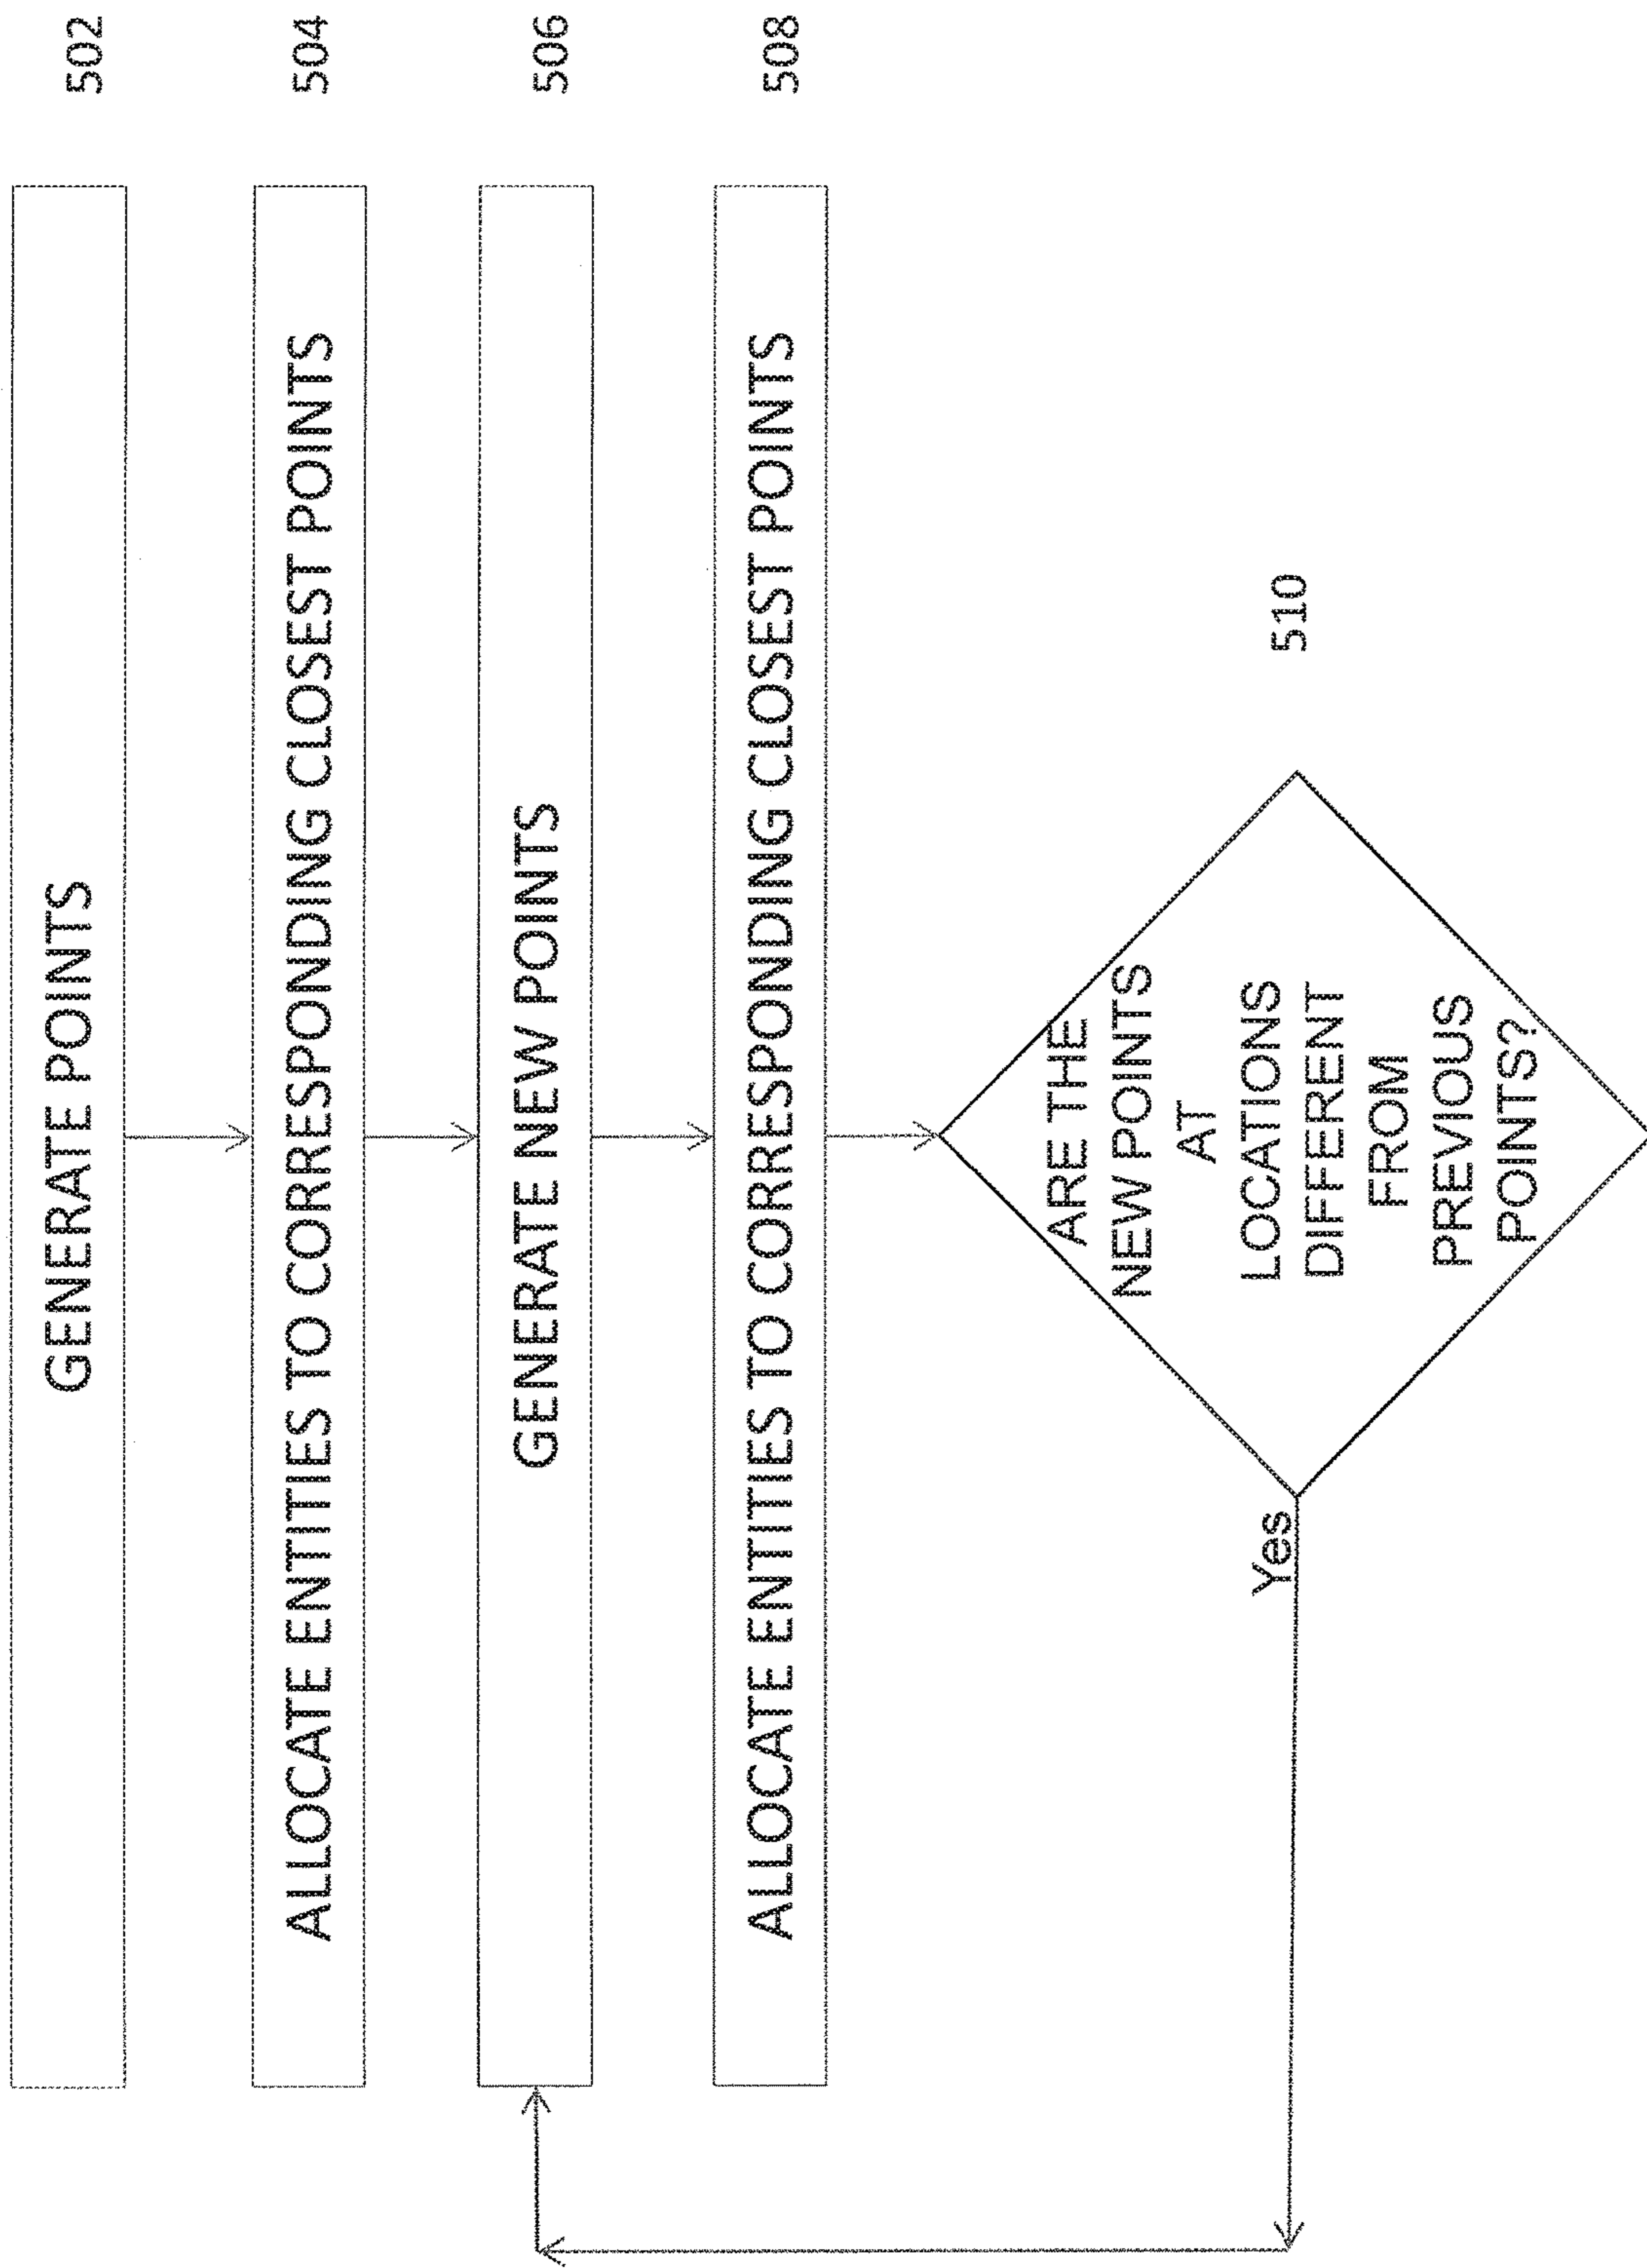 GENERATE POINTS
502
ALLOCATE ENTITIES TO CORRESPONDING CLOSEST POINTS
504
GENERATE NEW POINTS
506
ALLOCATE ENTITIES TO CORRESPONDING CLOSEST POINTS
508
ARE THE
NEW POINTS
AT
LOCATIONS
DIFFERENT
FROM
PREVIOUS
POINTS?
510
Yes